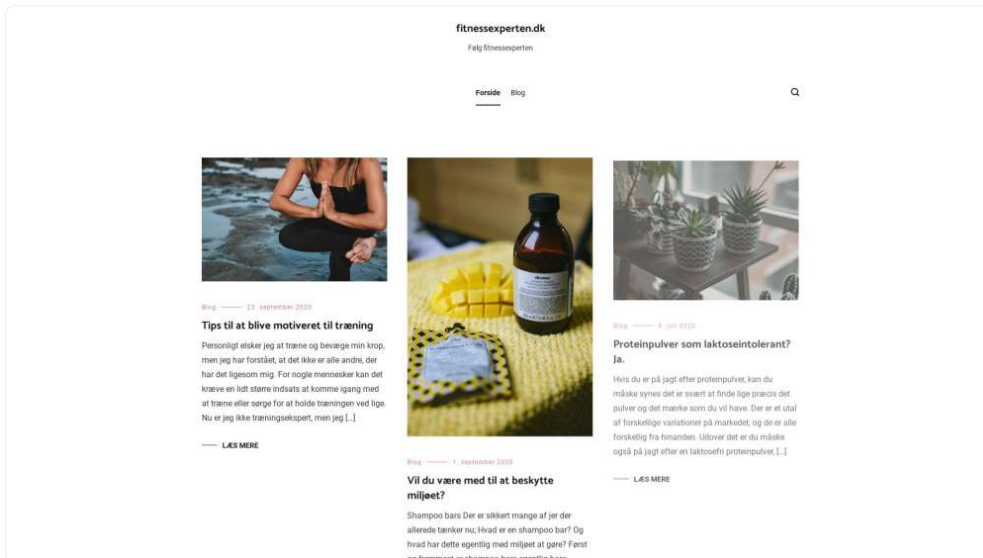 fitnessexperten.dk
Følg fitnessexperten
Forside Blog
Blog 23. september 2020
Tips til at blive motiveret til træning
Personligt elsker jeg at træne og bevæge min krop,
men jeg har forstået, at det ikke er alle andre, der
har det ligesom mig. For nogle mennesker kan det
kræve en lidt større indsats at komme igang med
at træne eller sørge for at holde træningen ved lige.
Nu er jeg ikke træningsekspert, men jeg […]
LÆS MERE
Blog 1. september 2020
Vil du være med til at beskytte
miljøet?
Shampoo bars Der er sikkert mange af jer der
allerede tænker nu; Hvad er en shampoo bar? Og
hvad har dette egentlig med miljøet at gøre? Først
og fremmest er shampoo bars egentlig bare
Blog juli 2020
Proteinpulver som laktoseintolerant?
Ja.
Hvis du er på jagt efter proteinpulver, kan du
måske synes det er svært at finde lige præcis det
pulver og det mærke som du vil have. Der er et utal
af forskellige variationer på markedet, og de er alle
forskellig fra hinanden. Udover det er du måske
også på jagt efter en laktosefri proteinpulver, […]
LÆS MERE